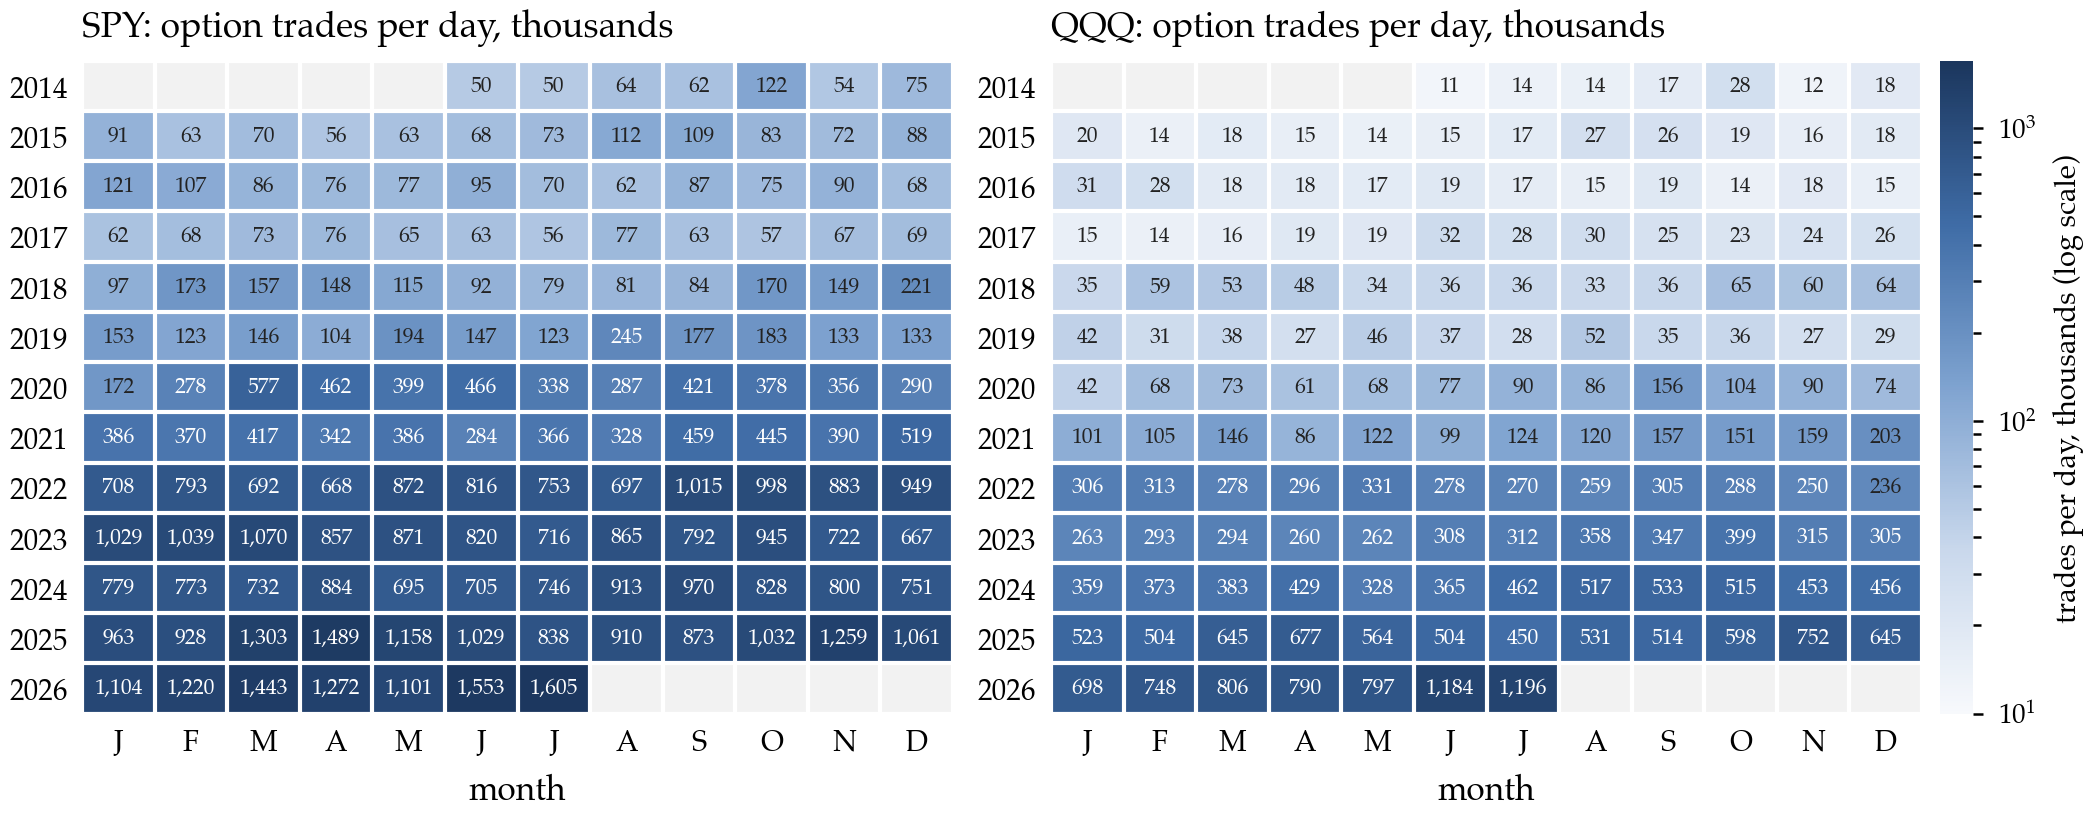 SPY: option trades per day, thousands
2014 50 50 64 62 122 54 75
2015 91 63 70 56 63 68 73 112 109 83 72 88
2016 121 107 86 76 77 95 70 62 87 75 90 68
2017 62 68 73 76 65 63 56 77 63 57 67 69
2018 97 173 157 148 115 92 79 81 84 170 149 221
2019 153 123 146 104 194 147 123 245 177 183 133 133
2020 172 278 577 462 399 466 338 287 421 378 356 290
2021 386 370 417 342 386 284 366 328 459 445 390 519
2022 708 793 692 668 872 816 753 697 1,015 998 883 949
2023 1,029 1,039 1,070 857 871 820 716 865 792 945 722 667
2024 779 773 732 884 695 705 746 913 970 828 800 751
2025 963 928 1,303 1,489 1,158 1,029 838 910 873 1,032 1,259 1,061
2026 1,104 1,220 1,443 1,272 1,101 1,553 1,605
J F M A M J J A S O N D
month
QQQ: option trades per day, thousands
2014 11 14 14 17 28 12 18
2015 20 14 18 15 14 15 17 27 26 19 16 18
2016 31 28 18 18 17 19 17 15 19 14 18 15
2017 15 14 16 19 19 32 28 30 25 23 24 26
2018 35 59 53 48 34 36 36 33 36 65 60 64
2019 42 31 38 27 46 37 28 52 35 36 27 29
2020 42 68 73 61 68 77 90 86 156 104 90 74
2021 101 105 146 86 122 99 124 120 157 151 159 203
2022 306 313 278 296 331 278 270 259 305 288 250 236
2023 263 293 294 260 262 308 312 358 347 399 315 305
2024 359 373 383 429 328 365 462 517 533 515 453 456
2025 523 504 645 677 564 504 450 531 514 598 752 645
2026 698 748 806 790 797 1,184 1,196
J F M A M J J A S O N D
month
10³
10²
10¹
trades per day, thousands (log scale)